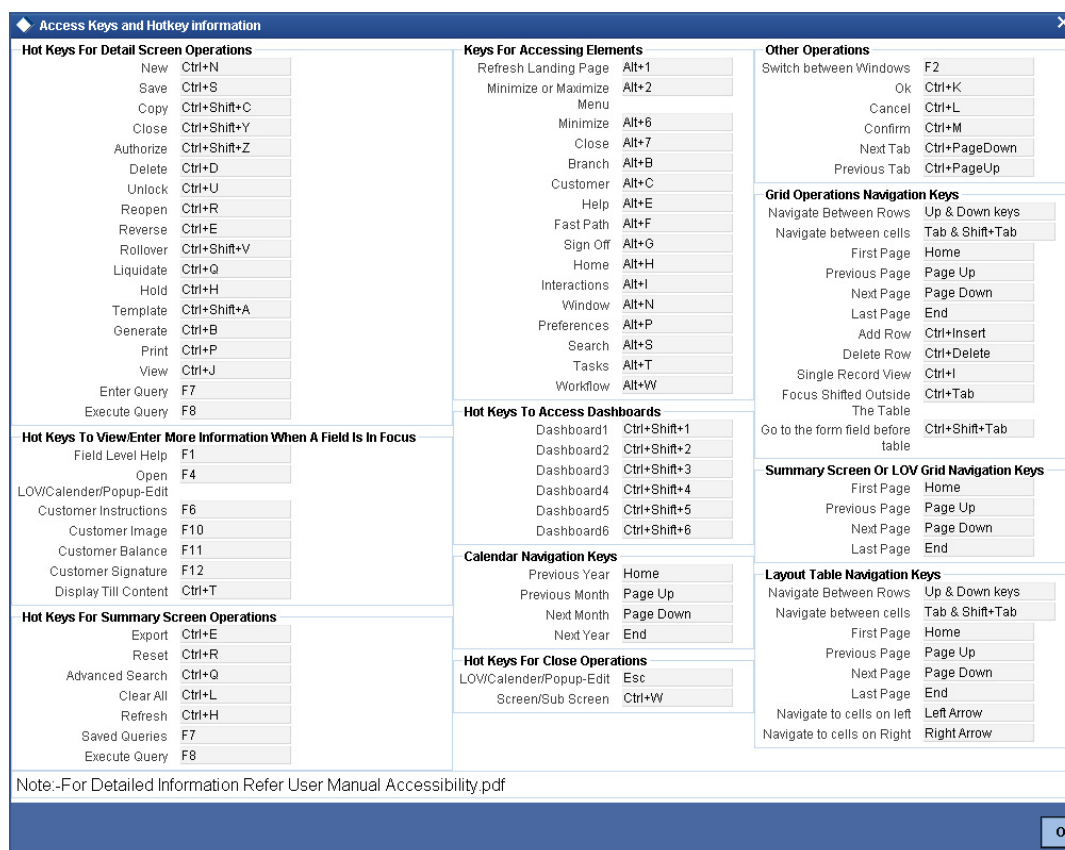 Access Keys and Hotkey information
Hot Keys For Detail Screen Operations
New Ctrl+N
Save Ctrl+S
Copy Ctrl+Shift+C
Close Ctrl+Shift+Y
Authorize Ctrl+Shift+Z
Delete Ctrl+D
Unlock Ctrl+U
Reopen Ctrl+R
Reverse Ctrl+E
Rollover Ctrl+Shift+V
Liquidate Ctrl+Q
Hold Ctrl+H
Template Ctrl+Shift+A
Generate Ctrl+B
Print Ctrl+P
View Ctrl+J
Enter Query F7
Execute Query F8
Hot Keys To View/Enter More Information When A Field Is In Focus
Field Level Help F1
Open F4
LOV/Calender/Popup-Edit
Customer Instructions F6
Customer Image F10
Customer Balance F11
Customer Signature F12
Display Till Content Ctrl+T
Hot Keys For Summary Screen Operations
Export Ctrl+E
Reset Ctrl+R
Advanced Search Ctrl+Q
Clear All Ctrl+L
Refresh Ctrl+H
Saved Queries F7
Execute Query F8
Keys For Accessing Elements
Refresh Landing Page Alt+1
Minimize or Maximize Alt+2
Menu
Minimize Alt+6
Close Alt+7
Branch Alt+B
Customer Alt+C
Help Alt+E
Fast Path Alt+F
Sign Off Alt+G
Home Alt+H
Interactions Alt+I
Window Alt+N
Preferences Alt+P
Search Alt+S
Tasks Alt+T
Workflow Alt+W
Hot Keys To Access Dashboards
Dashboard1 Ctrl+Shift+1
Dashboard2 Ctrl+Shift+2
Dashboard3 Ctrl+Shift+3
Dashboard4 Ctrl+Shift+4
Dashboard5 Ctrl+Shift+5
Dashboard6 Ctrl+Shift+6
Calendar Navigation Keys
Previous Year Home
Previous Month Page Up
Next Month Page Down
Next Year End
Hot Keys For Close Operations
LOV/Calender/Popup-Edit Esc
Screen/Sub Screen Ctrl+W
Other Operations
Switch between Windows F2
Ok Ctrl+K
Cancel Ctrl+L
Confirm Ctrl+M
Next Tab Ctrl+PageDown
Previous Tab Ctrl+PageUp
Grid Operations Navigation Keys
Navigate Between Rows Up & Down keys
Navigate between cells Tab & Shift+Tab
First Page Home
Previous Page Page Up
Next Page Page Down
Last Page End
Add Row Ctrl+Insert
Delete Row Ctrl+Delete
Single Record View Ctrl+I
Focus Shifted Outside Ctrl+Tab
The Table
Go to the form field before Ctrl+Shift+Tab
table
Summary Screen Or LOV Grid Navigation Keys
First Page Home
Previous Page Page Up
Next Page Page Down
Last Page End
Layout Table Navigation Keys
Navigate Between Rows Up & Down keys
Navigate between cells Tab & Shift+Tab
First Page Home
Previous Page Page Up
Next Page Page Down
Last Page End
Navigate to cells on left Left Arrow
Navigate to cells on Right Right Arrow
Note:-For Detailed Information Refer User Manual Accessibility.pdf